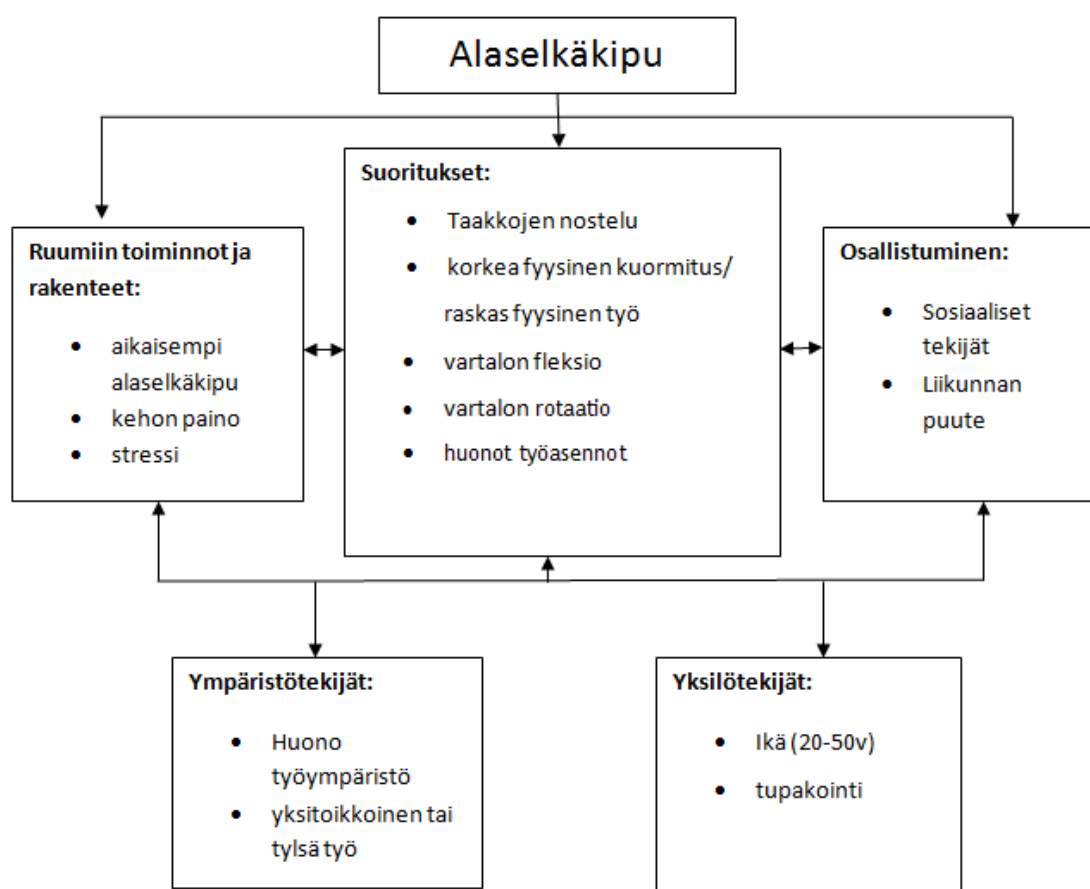 Alaselkäkipu
Ruumiin toiminnot ja
rakenteet:
• aikaisempi
alaselkäkipu
• kehon paino
• stressi
Suoritukset:
• Taakkojen nostelu
• korkea fyysinen kuormitus/
raskas fyysinen työ
• vartalon fleksio
• vartalon rotaatio
• huonot työasennot
Osallistuminen:
• Sosiaaliset
tekijät
• Liikunnan
puute
Ympäristötekijät:
• Huono
työympäristö
• yksitoikkoinen tai
tylsä työ
Yksilötekijät:
• Ikä (20-50v)
• tupakointi